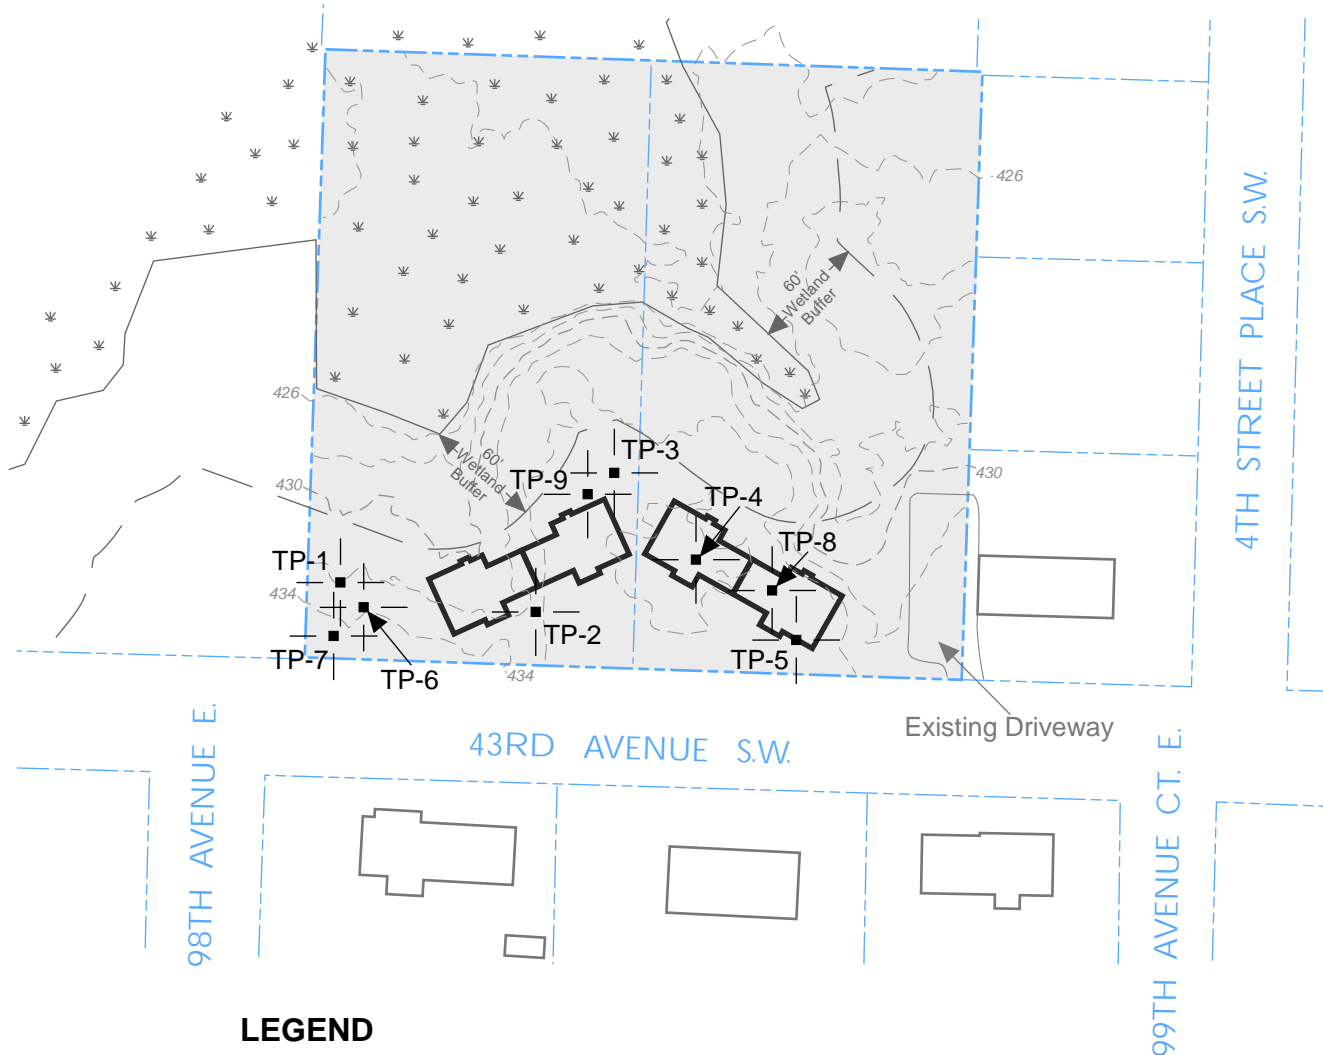 426
4TH STREET PLACE S.W.
60'
Wetland
Buffer
426
430
60'
Wetland
Buffer
TP-3
TP-9
TP-4
430
TP-8
TP-1
434
TP-2
TP-5
TP-7
TP-6
434
Existing Driveway
43RD AVENUE S.W.
98TH AVENUE E.
99TH AVENUE CT. E.
LEGEND